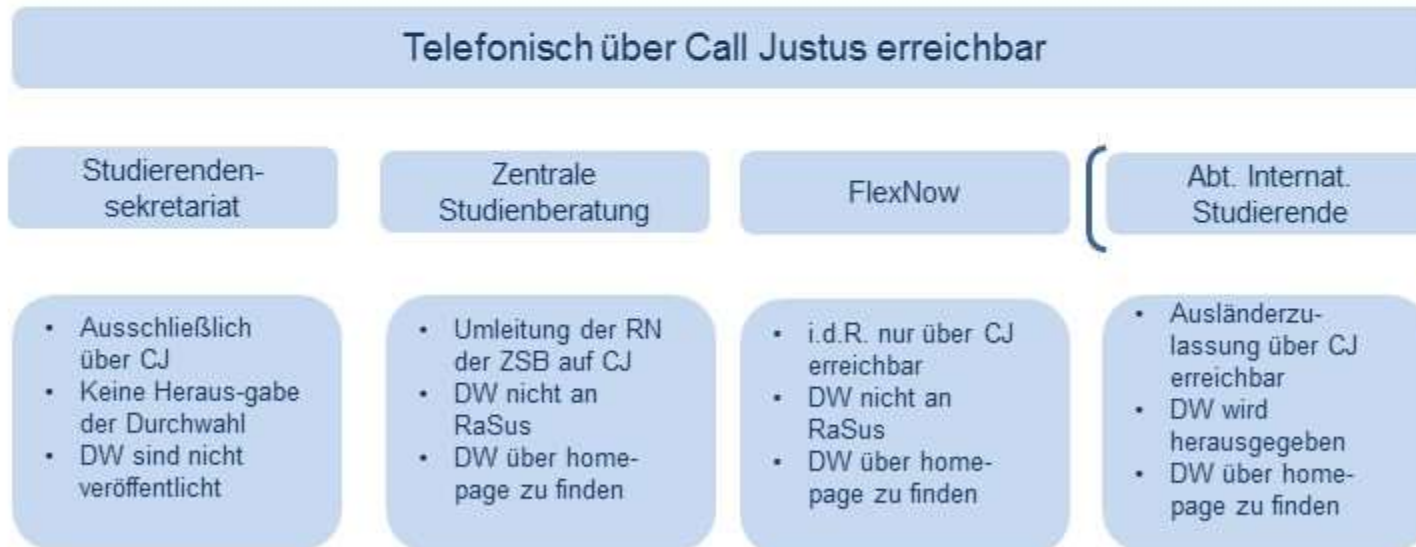 Telefonisch über Call Justus erreichbar
Studierenden-
sekretariat
Zentrale
Studienberatung
FlexNow
Abt. Internat.
Studierende
• Ausschließlich
über CJ
• Keine Heraus-gabe
der Durchwahl
• DW sind nicht
veröffentlicht
• Umleitung der RN
der ZSB auf CJ
• DW nicht an
RaSus
• DW über home-
page zu finden
• i.d.R. nur über CJ
erreichbar
• DW nicht an
RaSus
• DW über home-
page zu finden
• Ausländerzu-
lassung über CJ
erreichbar
• DW wird
herausgegeben
• DW über home-
page zu finden